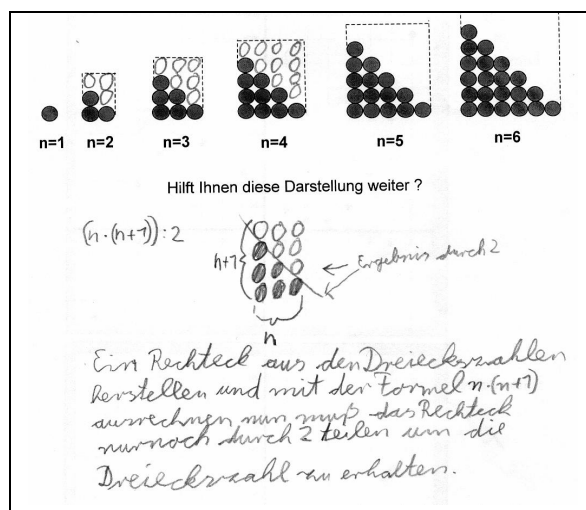 n=1 n=2 n=3 n=4 n=5 n=6
Hilft Ihnen diese Darstellung weiter ?
(n·(n+1)):2
n+1
Ergebnis durch 2
n
Ein Rechteck aus den Dreieckszahlen
herstellen und mit der Formel n·(n+1)
ausrechnen nun muß das Rechteck
nurnoch durch 2 teilen um die
Dreieckszahl zu erhalten.